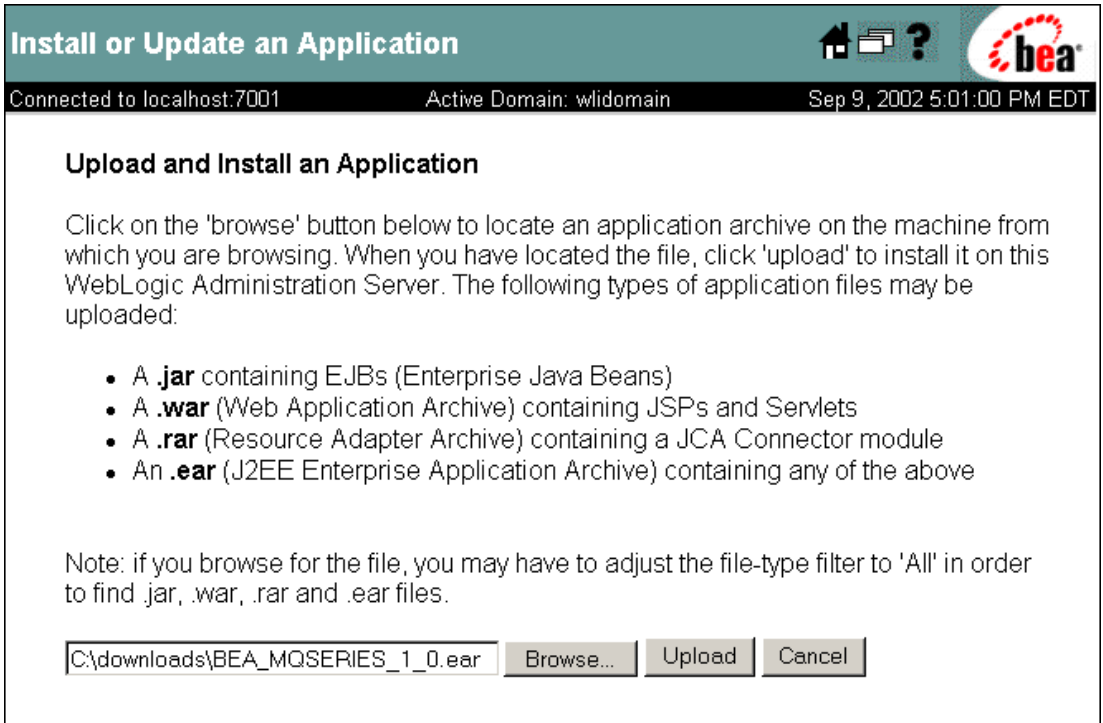 Install or Update an Application
?
bea
Connected to localhost:7001 Active Domain: wlidomain Sep 9, 2002 5:01:00 PM EDT
Upload and Install an Application
Click on the 'browse' button below to locate an application archive on the machine from
which you are browsing. When you have located the file, click 'upload' to install it on this
WebLogic Administration Server. The following types of application files may be
uploaded:
• A .jar containing EJBs (Enterprise Java Beans)
• A .war (Web Application Archive) containing JSPs and Servlets
• A .rar (Resource Adapter Archive) containing a JCA Connector module
• An .ear (J2EE Enterprise Application Archive) containing any of the above
Note: if you browse for the file, you may have to adjust the file-type filter to 'All' in order
to find .jar, .war, .rar and .ear files.
C:\downloads\BEA_MQSERIES_1_0.ear Browse... Upload Cancel